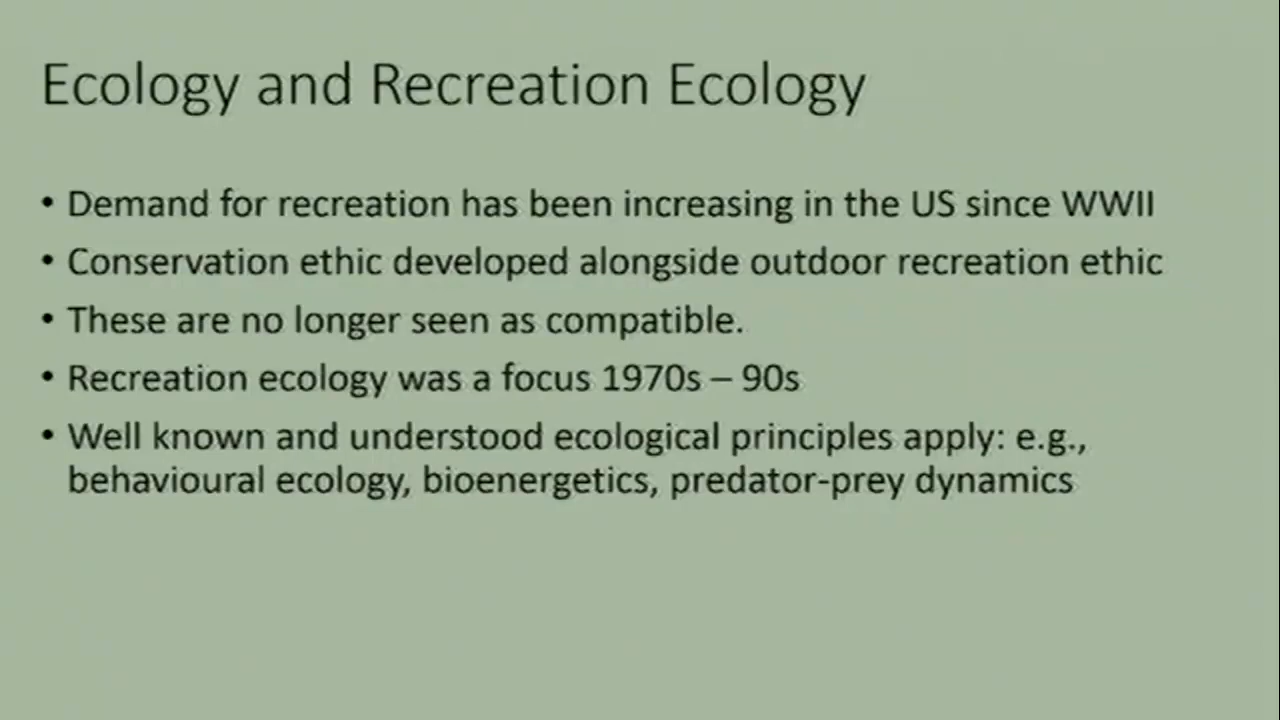 Ecology and Recreation Ecology
• Demand for recreation has been increasing in the US since WWII
• Conservation ethic developed alongside outdoor recreation ethic
• These are no longer seen as compatible.
• Recreation ecology was a focus 1970s – 90s
• Well known and understood ecological principles apply: e.g.,
behavioural ecology, bioenergetics, predator-prey dynamics